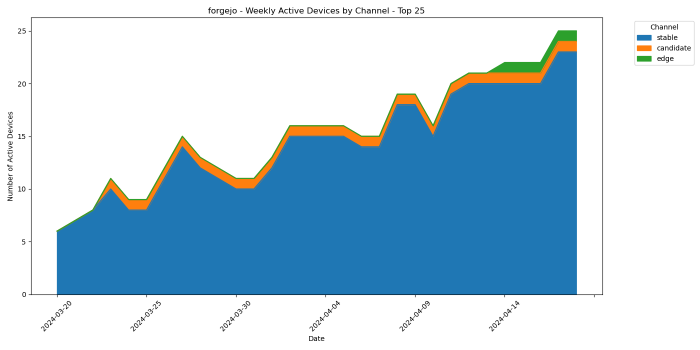 forgejo - Weekly Active Devices by Channel - Top 25
Channel
stable
candidate
edge
Number of Active Devices
25
20
15
10
5
0
2024-03-20
2024-03-25
2024-03-30
2024-04-04
2024-04-09
2024-04-14
Date